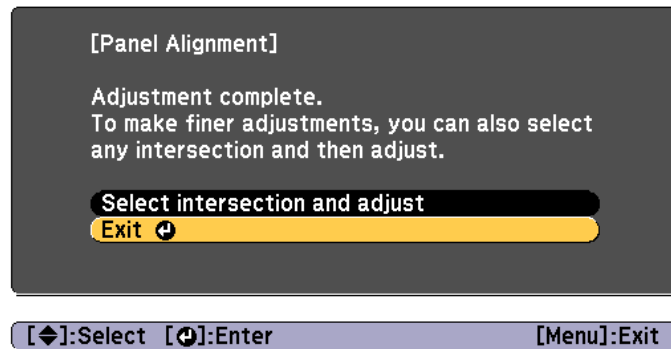 [Panel Alignment]
Adjustment complete.
To make finer adjustments, you can also select
any intersection and then adjust.
Select intersection and adjust
Exit
[◆]:Select [↵]:Enter [Menu]:Exit